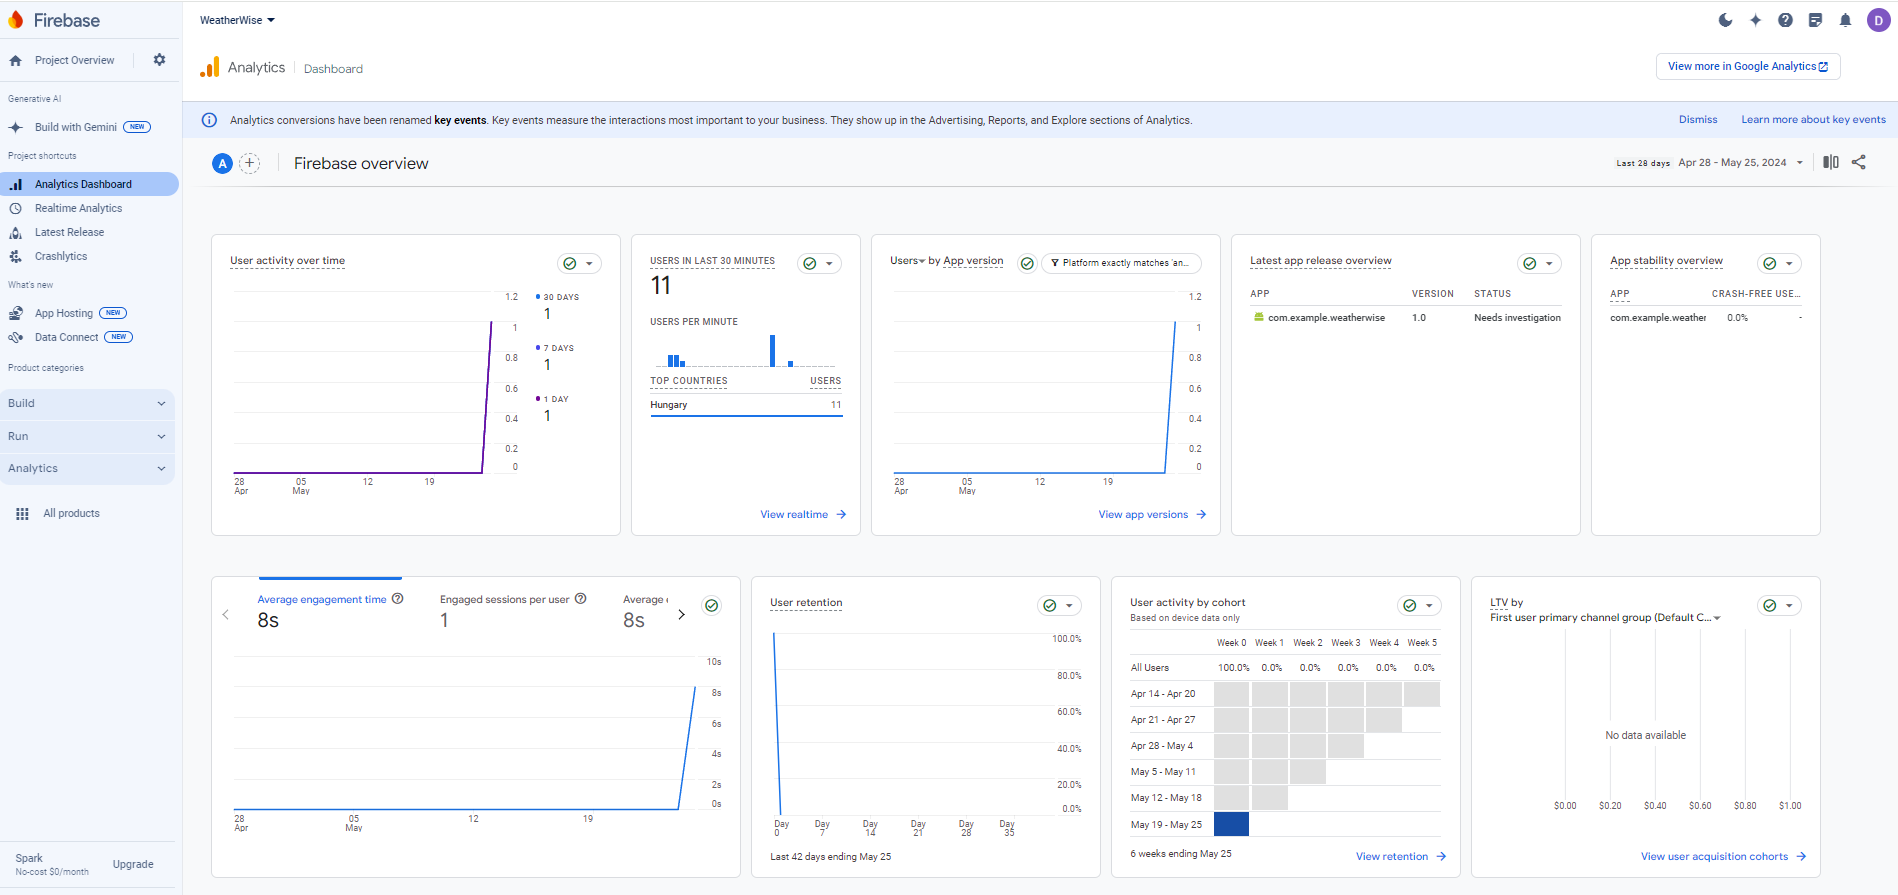 Firebase
WeatherWise
D
Project Overview
Analytics
Dashboard
View more in Google Analytics
Generative AI
Build with Gemini NEW
Project shortcuts
Analytics Dashboard
Realtime Analytics
Latest Release
Crashlytics
What's new
App Hosting NEW
Data Connect NEW
Product categories
Build
Run
Analytics
All products
Spark
No-cost $0/month
Upgrade
Analytics conversions have been renamed key events. Key events measure the interactions most important to your business. They show up in the Advertising, Reports, and Explore sections of Analytics.
Dismiss
Learn more about key events
A
Firebase overview
Last 28 days Apr 28 - May 25, 2024
User activity over time
1.2
1
0.8
0.6
0.4
0.2
0
28 Apr
05 May
12
19
30 DAYS
1
7 DAYS
1
1 DAY
1
USERS IN LAST 30 MINUTES
11
USERS PER MINUTE
TOP COUNTRIES USERS
Hungary 11
View realtime
Users by App version
Platform exactly matches 'an...
1.2
1
0.8
0.6
0.4
0.2
0
28 Apr
05 May
12
19
View app versions
Latest app release overview
APP VERSION STATUS
com.example.weatherwise 1.0 Needs investigation
App stability overview
APP CRASH-FREE USE...
com.example.weather 0.0% -
Average engagement time
8s
Engaged sessions per user
1
Average
8s
10s
8s
6s
4s
2s
0s
28 Apr
05 May
12
19
User retention
100.0%
80.0%
60.0%
40.0%
20.0%
0.0%
Day 0
Day 7
Day 14
Day 21
Day 28
Day 35
Last 42 days ending May 25
User activity by cohort
Based on device data only
Week 0 Week 1 Week 2 Week 3 Week 4 Week 5
All Users 100.0% 0.0% 0.0% 0.0% 0.0% 0.0%
Apr 14 - Apr 20
Apr 21 - Apr 27
Apr 28 - May 4
May 5 - May 11
May 12 - May 18
May 19 - May 25
6 weeks ending May 25
View retention
LTV by
First user primary channel group (Default C...
No data available
$0.00 $0.20 $0.40 $0.60 $0.80 $1.00
View user acquisition cohorts